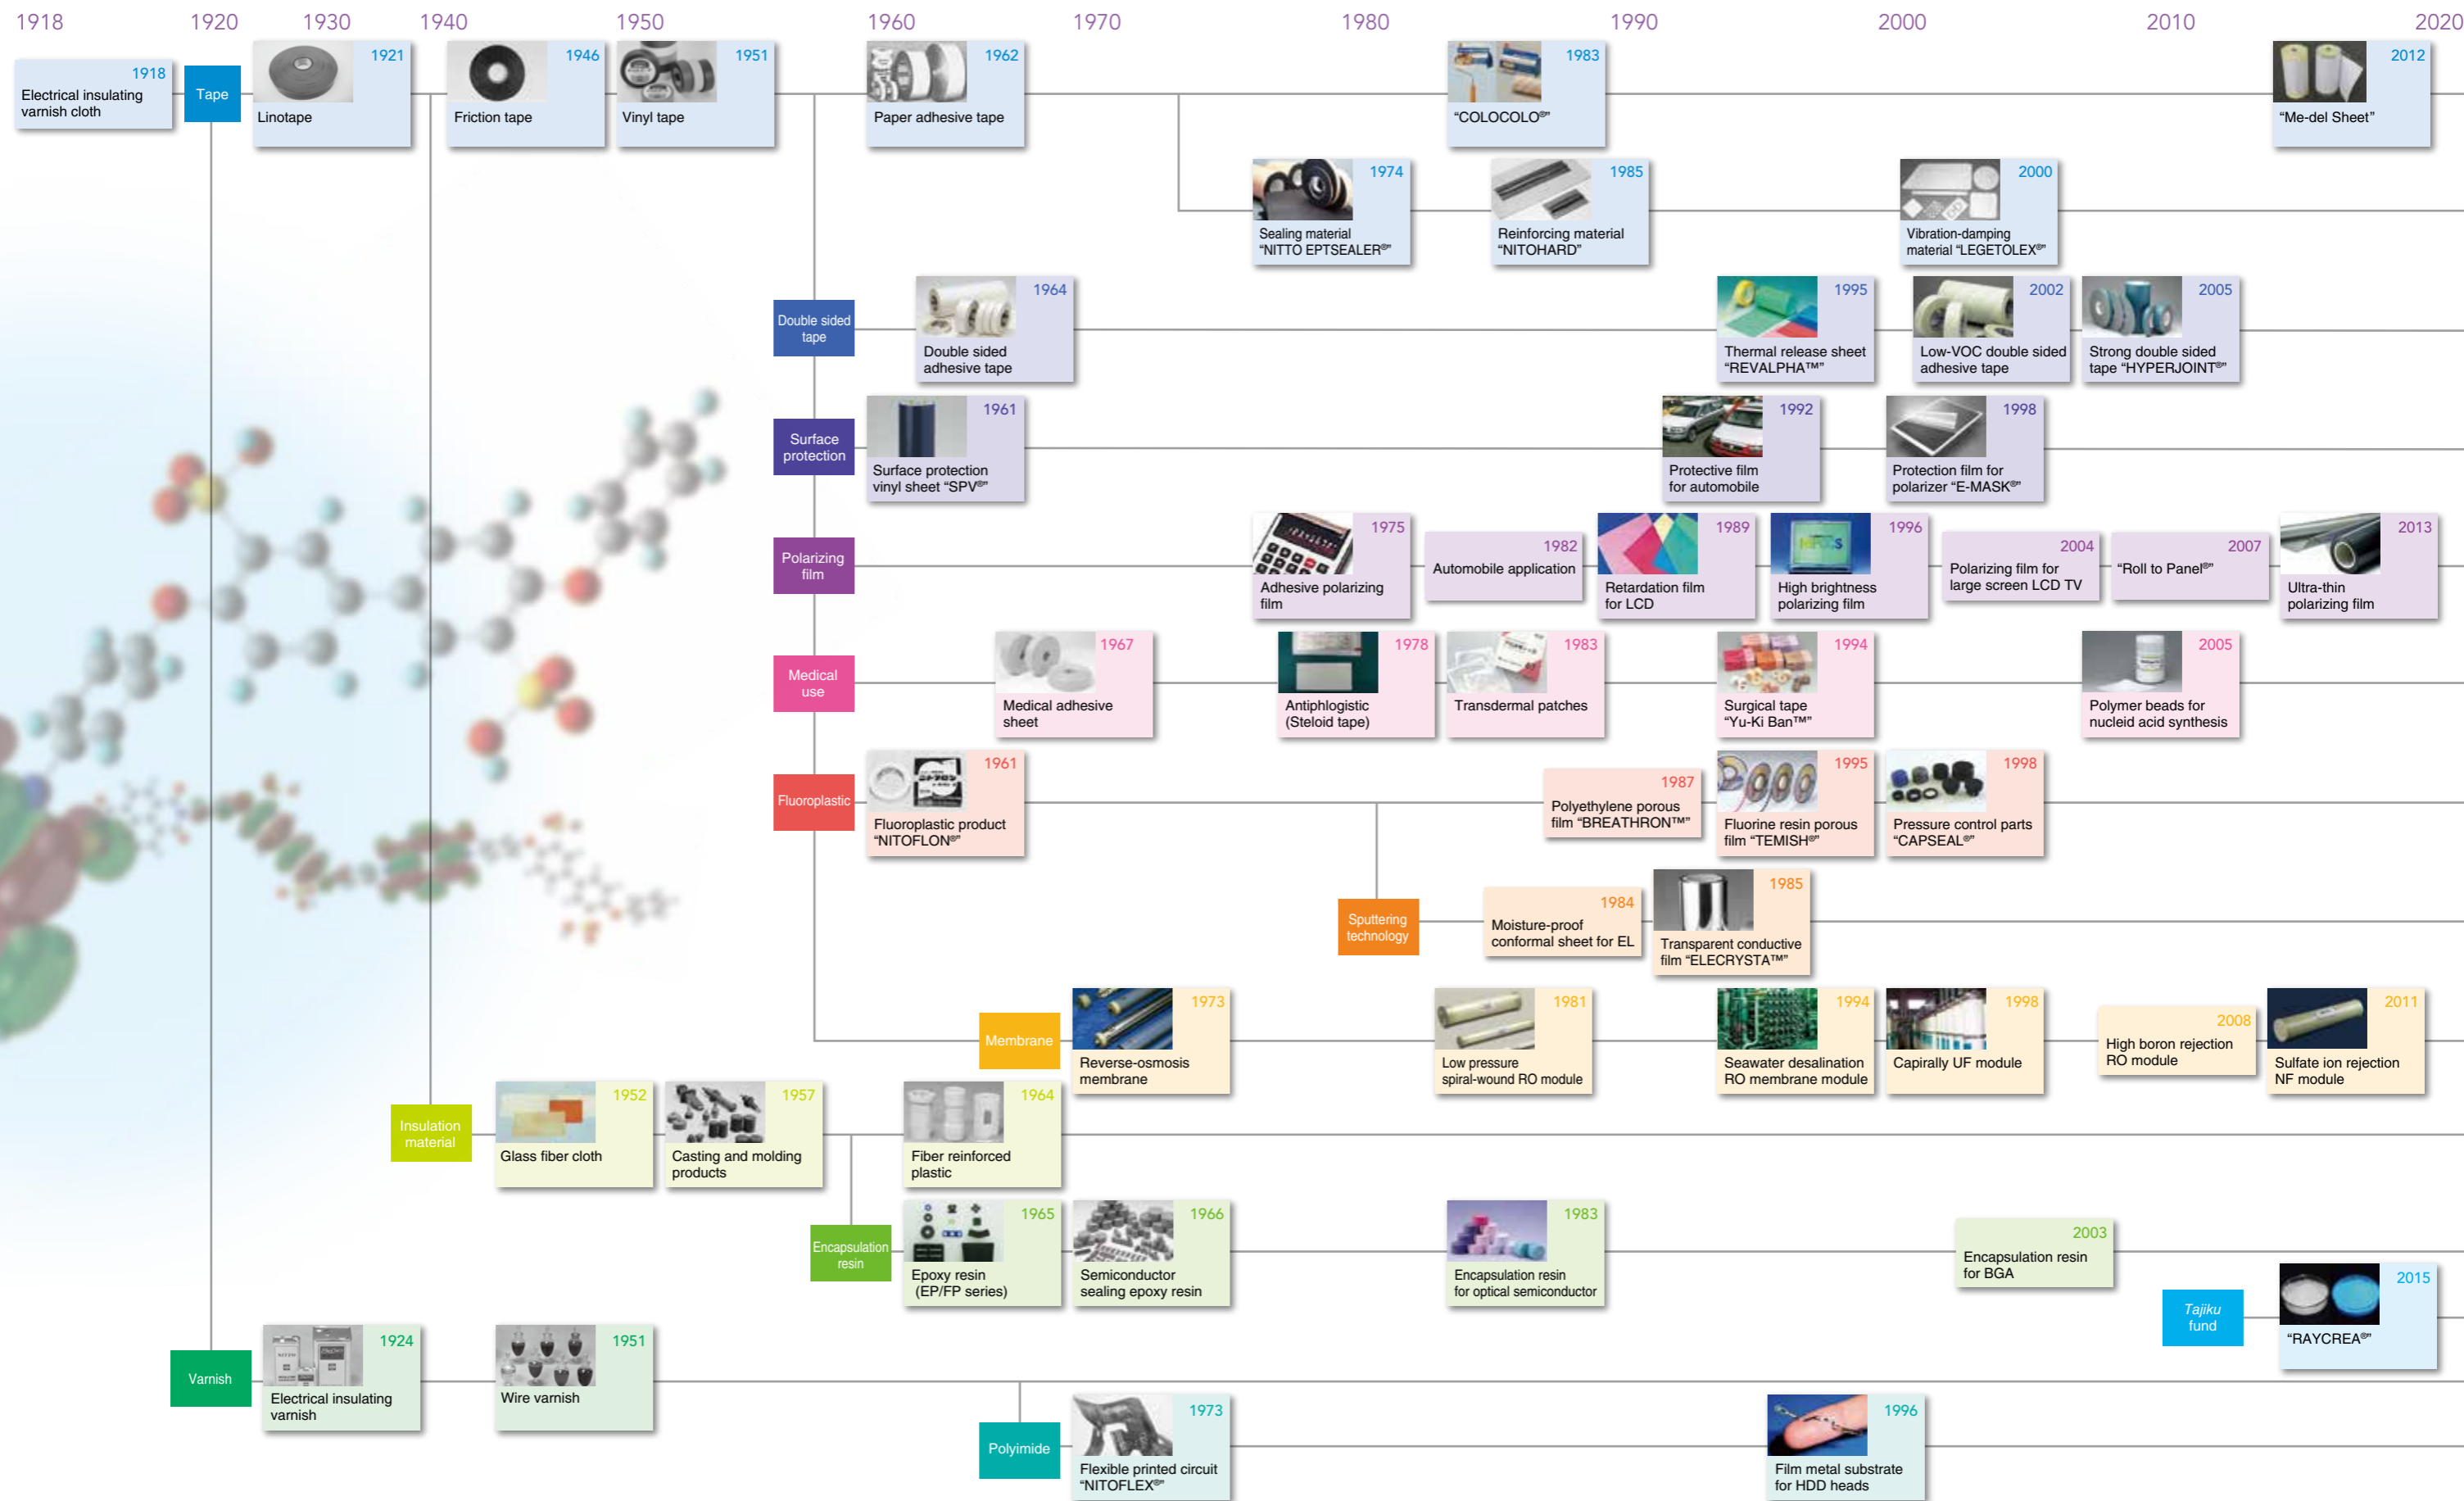 1918 1920 1930 1940 1950 1960 1970 1980 1990 2000 2010 2020
1918
Electrical insulating
varnish cloth
Tape
1921
Linotape
1946
Friction tape
1951
Vinyl tape
1962
Paper adhesive tape
1983
“COLOCOLO®”
2012
“Me-del Sheet”
1974
Sealing material
“NITTO EPTSEALER®”
1985
Reinforcing material
“NITOHARD”
2000
Vibration-damping
material “LEGETOLEX®”
Double sided
tape
1964
Double sided
adhesive tape
1995
Thermal release sheet
“REVALPHA™”
2002
Low-VOC double sided
adhesive tape
2005
Strong double sided
tape “HYPERJOINT®”
Surface
protection
1961
Surface protection
vinyl sheet “SPV®”
1992
Protective film
for automobile
1998
Protection film for
polarizer “E-MASK®”
Polarizing
film
1975
Adhesive polarizing
film
1982
Automobile application
1989
Retardation film
for LCD
1996
High brightness
polarizing film
2004
Polarizing film for
large screen LCD TV
2007
“Roll to Panel®”
2013
Ultra-thin
polarizing film
Medical
use
1967
Medical adhesive
sheet
1978
Antiphlogistic
(Steloid tape)
1983
Transdermal patches
1994
Surgical tape
“Yu-Ki Ban™”
2005
Polymer beads for
nucleid acid synthesis
Fluoroplastic
1961
Fluoroplastic product
“NITOFLON®”
1987
Polyethylene porous
film “BREATHRON™”
1995
Fluorine resin porous
film “TEMISH®”
1998
Pressure control parts
“CAPSEAL®”
Sputtering
technology
1984
Moisture-proof
conformal sheet for EL
1985
Transparent conductive
film “ELECRYSTA™”
Membrane
1973
Reverse-osmosis
membrane
1981
Low pressure
spiral-wound RO module
1994
Seawater desalination
RO membrane module
1998
Capirally UF module
2008
High boron rejection
RO module
2011
Sulfate ion rejection
NF module
Insulation
material
1952
Glass fiber cloth
1957
Casting and molding
products
1964
Fiber reinforced
plastic
Encapsulation
resin
1965
Epoxy resin
(EP/FP series)
1966
Semiconductor
sealing epoxy resin
1983
Encapsulation resin
for optical semiconductor
2003
Encapsulation resin
for BGA
Tajiku
fund
2015
“RAYCREA®”
Varnish
1924
Electrical insulating
varnish
1951
Wire varnish
Polyimide
1973
Flexible printed circuit
“NITOFLEX®”
1996
Film metal substrate
for HDD heads